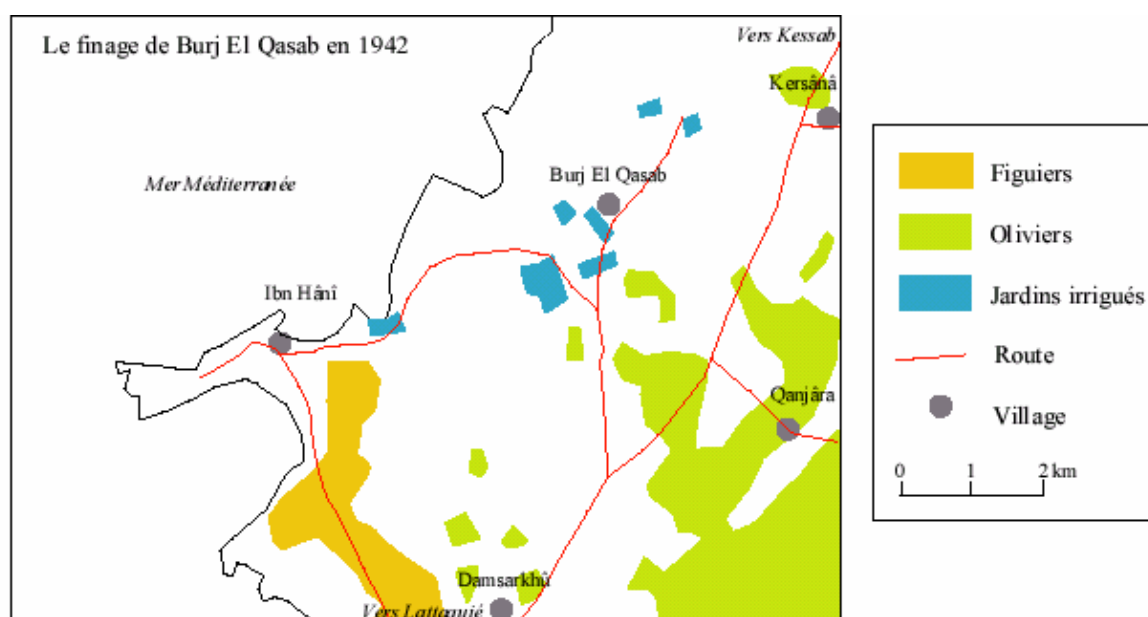 Le finage de Burj El Qasab en 1942
Vers Kessab
Kersânâ
Mer Méditerranée
Burj El Qasab
Ibn Hânî
Qanjâra
Damsarkhû
Vers Lattaquié
Figuiers
Oliviers
Jardins irrigués
Route
Village
0 1 2 km